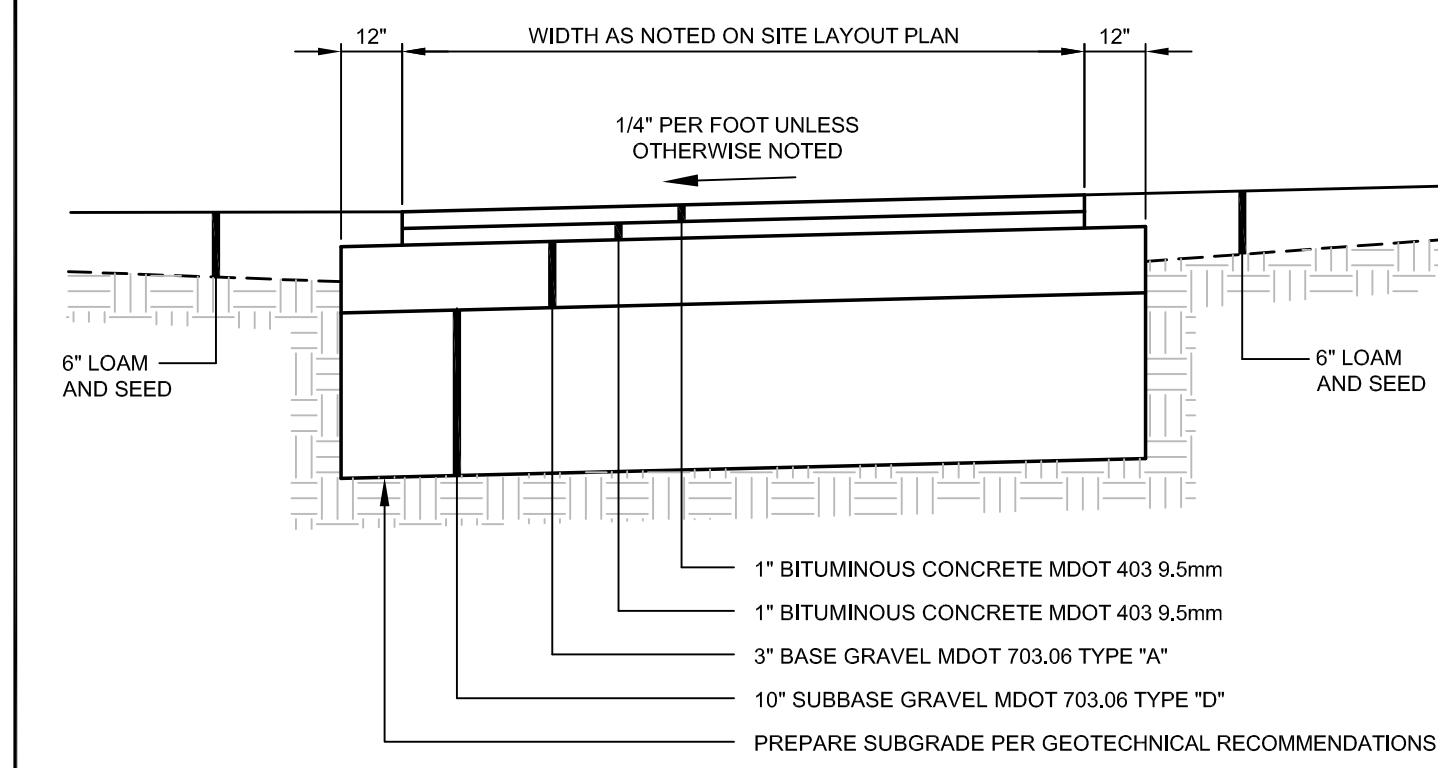 12"
WIDTH AS NOTED ON SITE LAYOUT PLAN
12"
1/4" PER FOOT UNLESS
OTHERWISE NOTED
6" LOAM
AND SEED
6" LOAM
AND SEED
1" BITUMINOUS CONCRETE MDOT 403 9.5mm
1" BITUMINOUS CONCRETE MDOT 403 9.5mm
3" BASE GRAVEL MDOT 703.06 TYPE "A"
10" SUBBASE GRAVEL MDOT 703.06 TYPE "D"
PREPARE SUBGRADE PER GEOTECHNICAL RECOMMENDATIONS